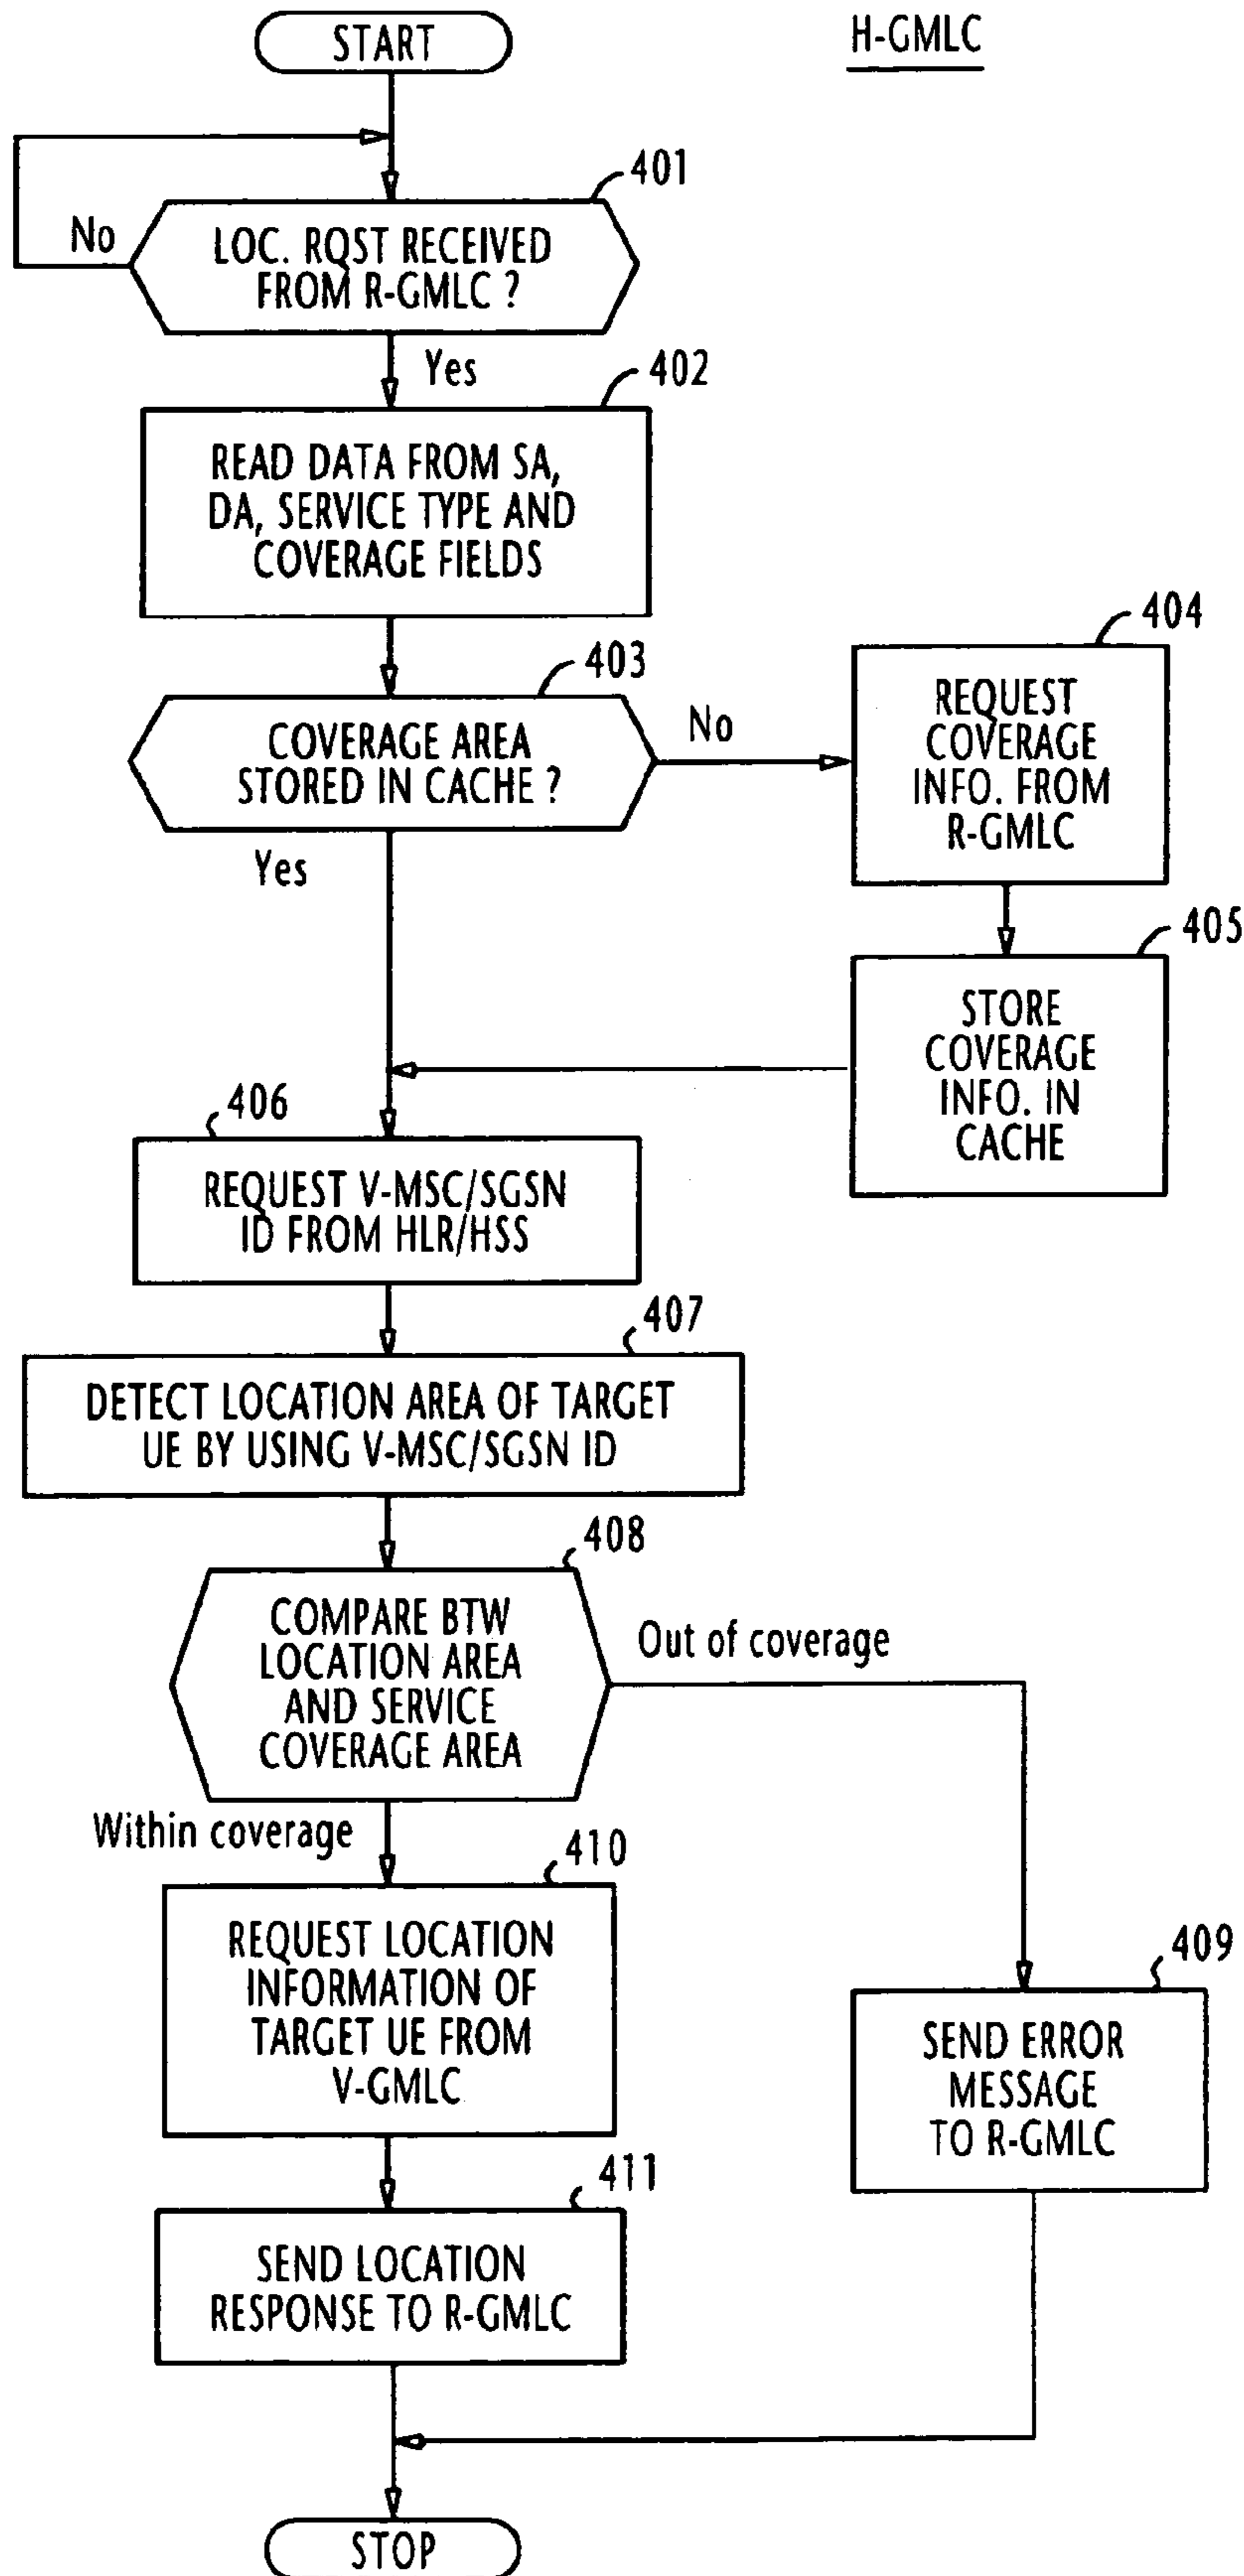 START
H-GMLC
401
No
LOC. RQST RECEIVED
FROM R-GMLC ?
Yes
402
READ DATA FROM SA,
DA, SERVICE TYPE AND
COVERAGE FIELDS
403
COVERAGE AREA
STORED IN CACHE ?
No
Yes
404
REQUEST
COVERAGE
INFO. FROM
R-GMLC
405
STORE
COVERAGE
INFO. IN
CACHE
406
REQUEST V-MSC/SGSN
ID FROM HLR/HSS
407
DETECT LOCATION AREA OF TARGET
UE BY USING V-MSC/SGSN ID
408
COMPARE BTW
LOCATION AREA
AND SERVICE
COVERAGE AREA
Out of coverage
Within coverage
410
REQUEST LOCATION
INFORMATION OF
TARGET UE FROM
V-GMLC
409
SEND ERROR
MESSAGE
TO R-GMLC
411
SEND LOCATION
RESPONSE TO R-GMLC
STOP